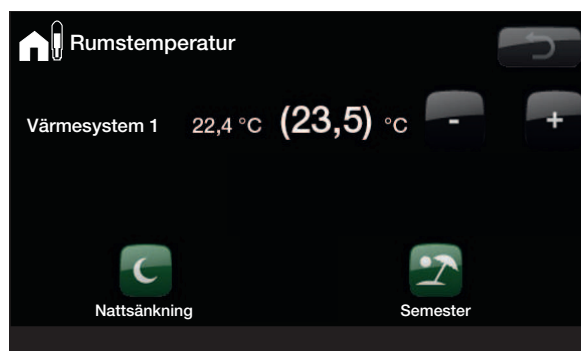 Rumstemperatur
Värmesystem 1 22,4 °C (23,5) °C - +
Nattsänkning
Semester